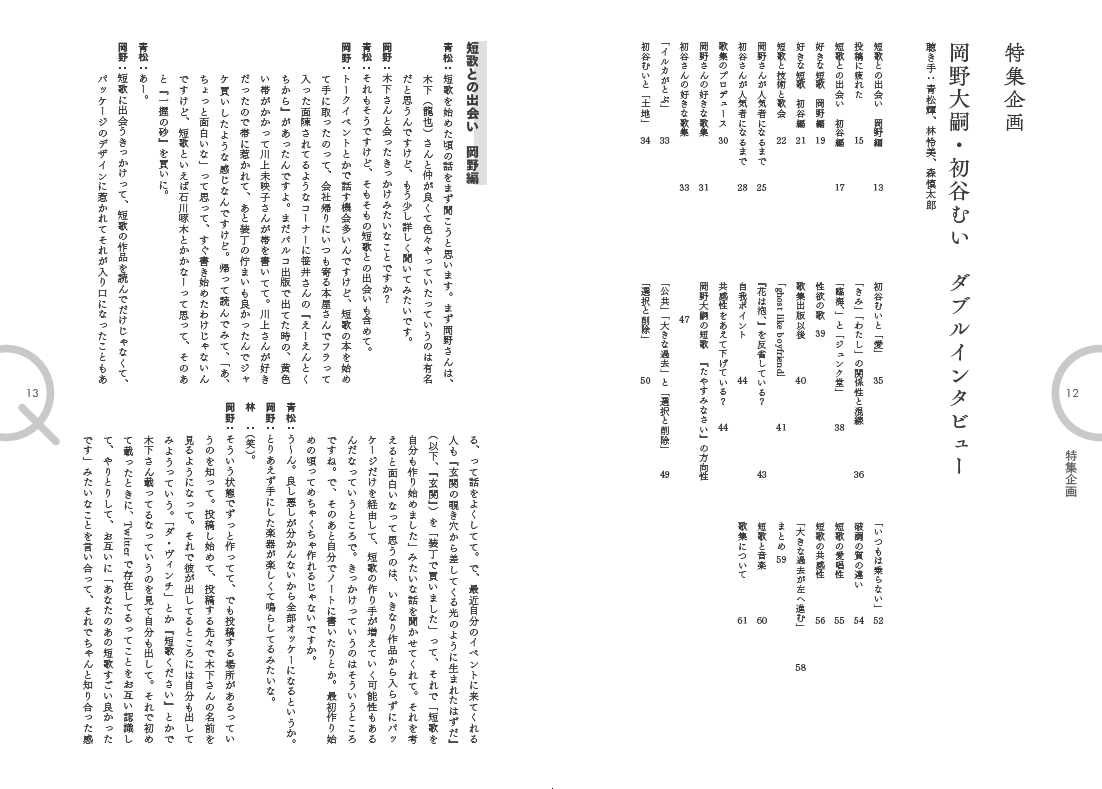 特集企画
岡野大嗣・初谷むい　ダブルインタビュー
聴き手：青松輝、林怜美、森慎太郎
短歌との出会い　岡野編　13
投稿に疲れた　15
短歌との出会い　初谷編　17
好きな短歌　岡野編　19
好きな短歌　初谷編　21
短歌と技術と歌会　22
岡野さんが人気者になるまで　25
初谷さんが人気者になるまで　28
歌集のプロデュース　30
岡野さんの好きな歌集　31
初谷さんの好きな歌集　33
「イルカがとぶ」　33
初谷むいと「土地」　34
初谷むいと「愛」　35
「きみ」「わたし」の関係性と混線　36
「臨海、」と「ジュンク堂」　38
性欲の歌　39
歌集出版以後　40
「ghost like boyfriend」　41
『花は泡、』を反省している？　43
自我ポイント　44
共感性をあえて下げている？　44
岡野大嗣の短歌　『たやすみなさい』の方向性　47
「公共」「大きな過去」と「選択と削除」　49
「選択と削除」　50
「いつもは乗らない」　52
破調の質の違い　54
短歌の愛唱性　55
短歌の共感性　56
「大きな過去が左へ進む」　58
まとめ　59
短歌と音楽　60
歌集について　61
12
特集企画
短歌との出会い　岡野編
青松：短歌を始めた頃の話をまず聞こうと思います。まず岡野さんは、
木下（龍也）さんと仲が良くて色々やっていたっていうのは有名
だと思うんですけど、もう少し詳しく聞いてみたいです。
岡野：木下さんと会ったきっかけみたいなことですか？
青松：それもそうですけど、そもそもの短歌との出会いも含めて。
岡野：トークイベントとかで話す機会多いんですけど、短歌の本を始め
て手に取ったのって、会社帰りにいつも寄る本屋さんでフラって
入った面陳されてるようなコーナーに笹井さんの『えーえんとく
ちから』があったんですよ。まだパルコ出版で出てた時の、黄色
い帯がかかって川上未映子さんが帯を書いてて。川上さんが好き
だったので帯に惹かれて、あと装丁の佇まいも良かったんでジャ
ケ買いしたような感じなんですけど。帰って読んでみて、「あ、
ちょっと面白いな」って思って、すぐ書き始めたわけじゃないん
ですけど、短歌といえば石川啄木とかかなーって思って、そのあ
と『一握の砂』を買いに。
青松：あー。
岡野：短歌に出会うきっかけって、短歌の作品を読んでだけじゃなくて、
パッケージのデザインに惹かれてそれが入り口になったこともあ
る、って話をよくしてて。で、最近自分のイベントに来てくれる
人も『玄関の覗き穴から差してくる光のように生まれたはずだ』
（以下、『玄関』）を「装丁で買いました」って、それで「短歌を
自分も作り始めました」みたいな話を聞かせてくれて。それを考
えると面白いなって思うのは、いきなり作品から入らずにパッ
ケージだけを経由して、短歌の作り手が増えていく可能性もある
んだなっていうところで。きっかけっていうのはそういうところ
ですね。で、そのあと自分でノートに書いたりとか。最初作り始
めの頃ってめちゃくちゃ作れるじゃないですか。
青松：う～ん。良し悪しが分かんないから全部オッケーになるというか。
岡野：とりあえず手にした楽器が楽しくて鳴らしてるみたいな。
林　：（笑）。
岡野：そういう状態でずっと作ってて、でも投稿する場所があるってい
うのを知って。投稿し始めて、投稿する先々で木下さんの名前を
見るようになって。それで彼が出してるところには自分も出して
みようっていう。「ダ・ヴィンチ」とか『短歌ください』とかで
木下さん載ってるなっていうのを見て自分も出して。それで初め
て載ったときに、Twitterで存在してるってことをお互い認識し
て、やりとりして、お互いに「あなたのあの短歌すごい良かった
です」みたいなことを言い合って、それでちゃんと知り合った感
13